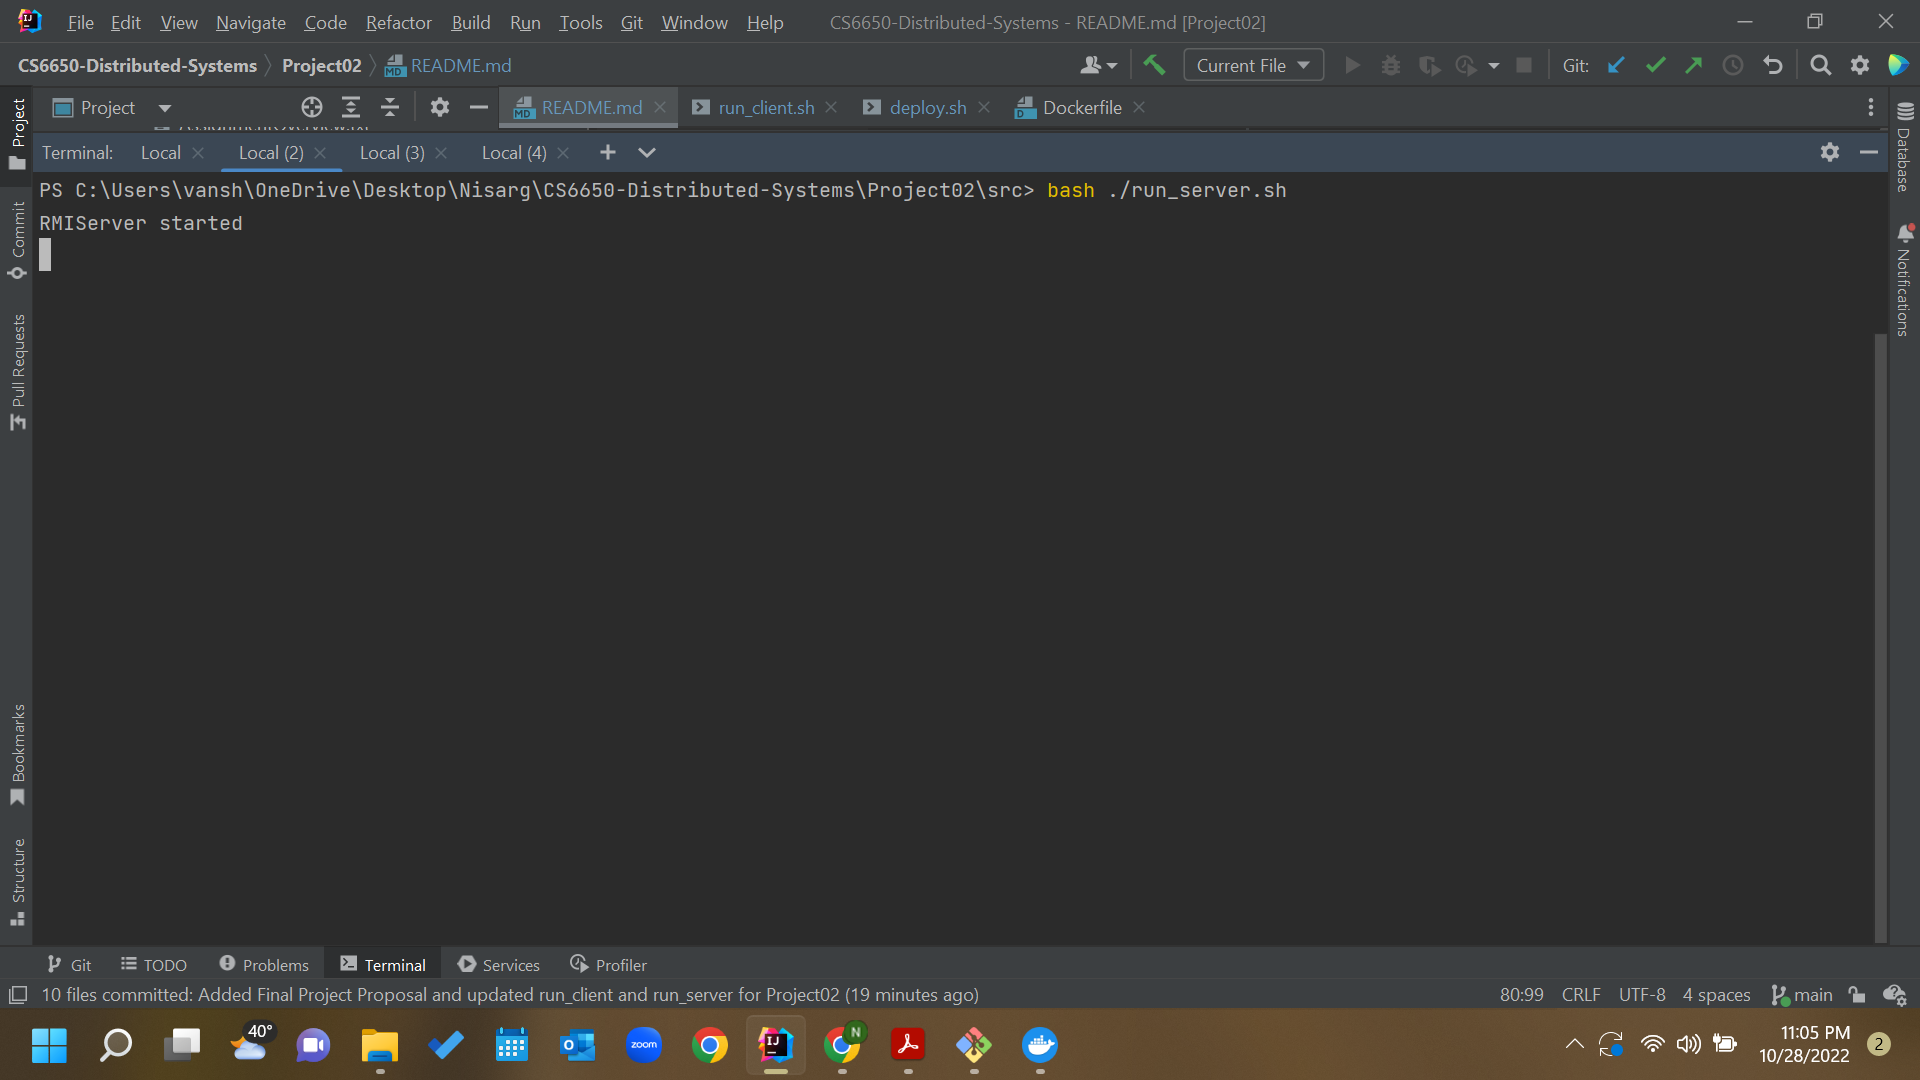 File Edit View Navigate Code Refactor Build Run Tools Git Window Help CS6650-Distributed-Systems - README.md [Project02]
CS6650-Distributed-Systems Project02 README.md Current File Git:
Project README.md run_client.sh deploy.sh Dockerfile
Terminal: Local Local (2) Local (3) Local (4)
PS C:\Users\vansh\OneDrive\Desktop\Nisarg\CS6650-Distributed-Systems\Project02\src> bash ./run_server.sh
RMIServer started
Project
Commit
Pull Requests
Bookmarks
Structure
Database
Notifications
Git TODO Problems Terminal Services Profiler
10 files committed: Added Final Project Proposal and updated run_client and run_server for Project02 (19 minutes ago) 80:99 CRLF UTF-8 4 spaces main
40° zoom IJ N 11:05 PM
10/28/2022 2